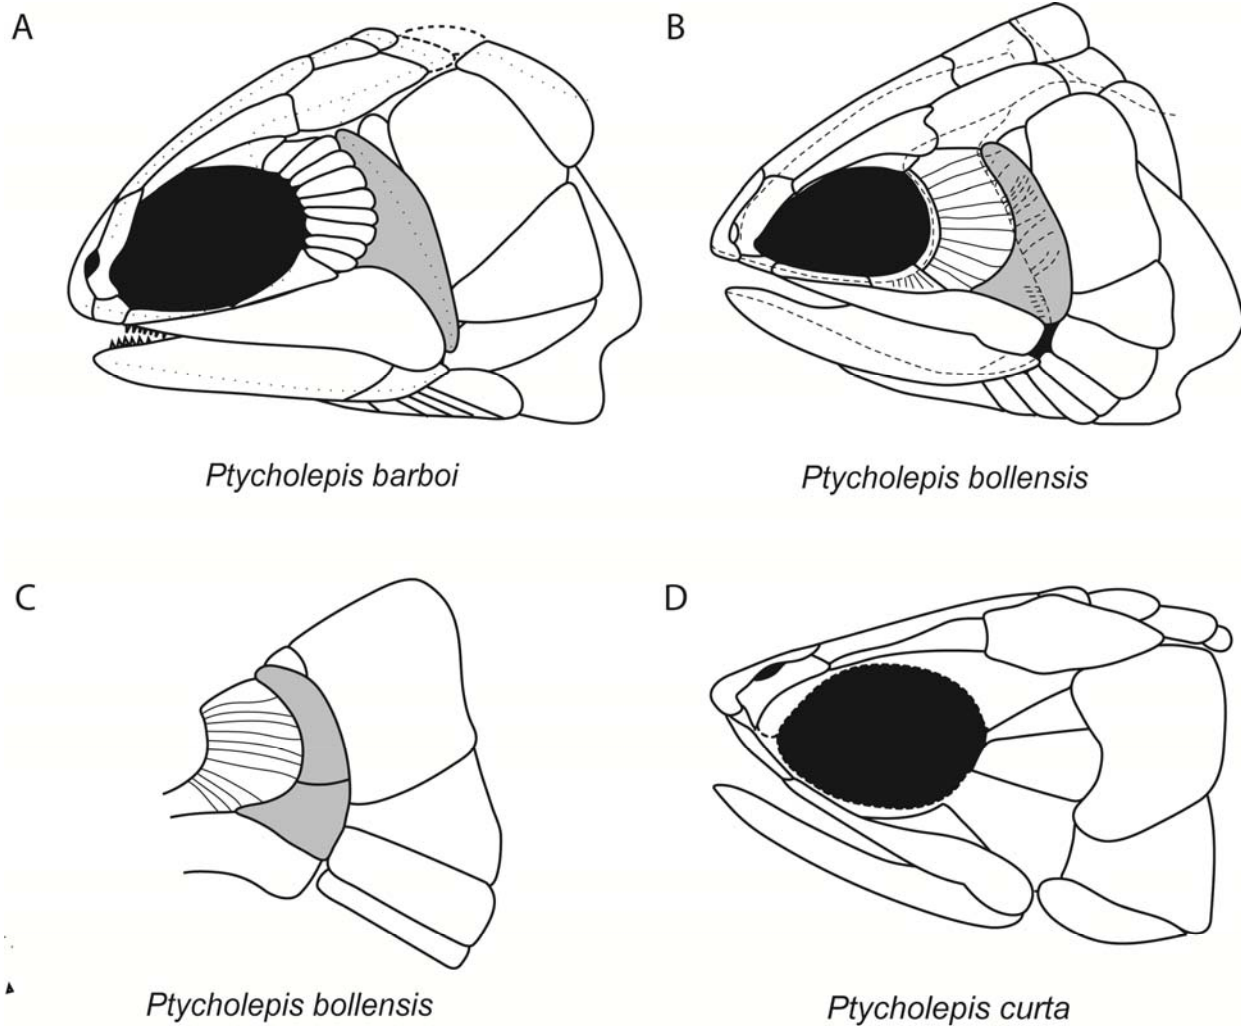 A
B
Ptycholepis barboi
Ptycholepis bollensis
C
D
Ptycholepis bollensis
Ptycholepis curta